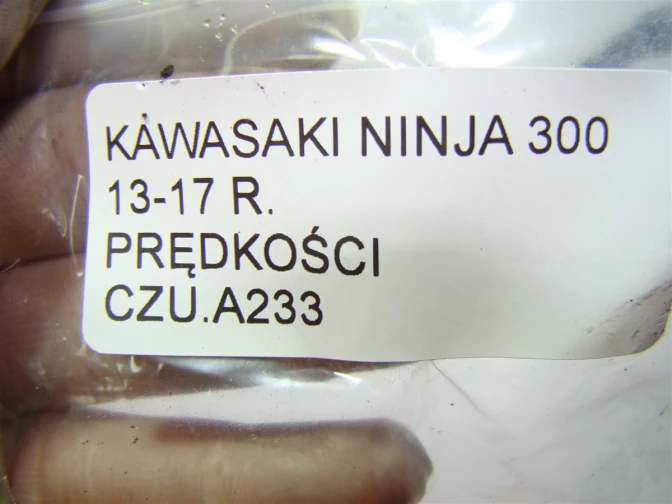 KAWASAKI NINJA 300
13-17 R.
PRĘDKOŚCI
CZU.A233